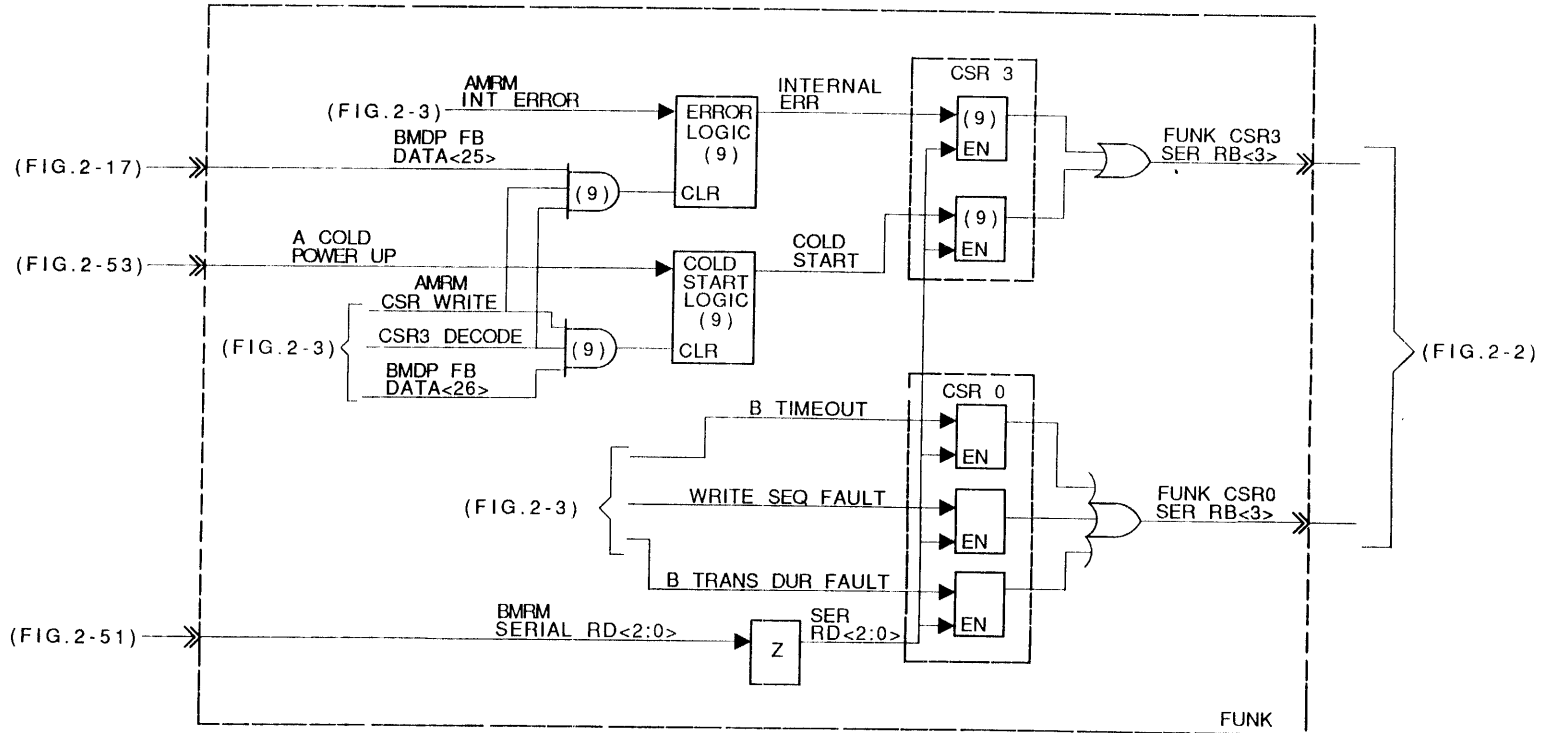 CSR 3
AMRM
INT ERROR
(FIG.2-3)
ERROR
LOGIC
(9)
CLR
INTERNAL
ERR
(9)
EN
FUNK CSR3
SER RB<3>
BMDP FB
DATA<25>
(FIG.2-17)
(9)
(9)
EN
A COLD
POWER UP
(FIG.2-53)
COLD
START
LOGIC
(9)
CLR
COLD
START
AMRM
CSR WRITE
CSR3 DECODE
(FIG.2-3)
BMDP FB
DATA<26>
(9)
(FIG.2-2)
CSR 0
B TIMEOUT
EN
WRITE SEQ FAULT
(FIG.2-3)
EN
FUNK CSR0
SER RB<3>
B TRANS DUR FAULT
EN
BMRM
SERIAL RD<2:0>
(FIG.2-51)
Z
SER
RD<2:0>
FUNK